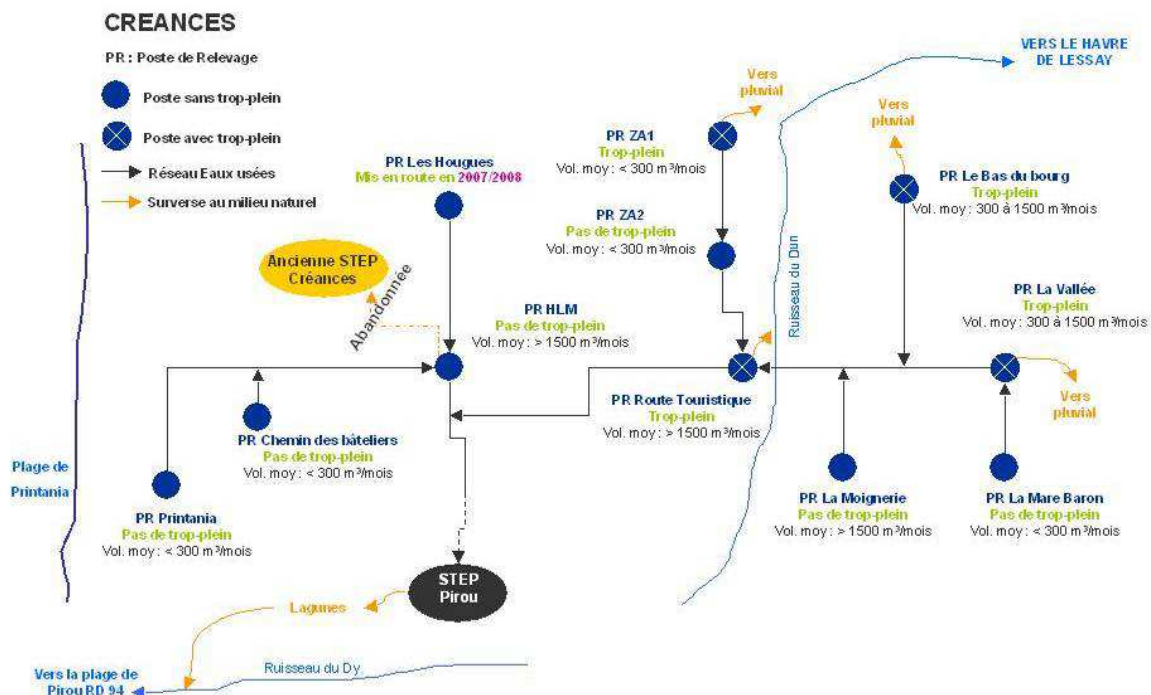 CREANCES
PR : Poste de Relevage
Poste sans trop-plein
Poste avec trop-plein
Réseau Eaux usées
Surverse au milieu naturel
VERS LE HAVRE
DE LESSAY
Vers
pluvial
Vers
pluvial
PR ZA1
Trop-plein
Vol. moy : < 300 m³/mois
PR Les Hougues
Mis en route en 2007/2008
PR Le Bas du bourg
Trop-plein
Vol. moy : 300 à 1500 m³/mois
PR ZA2
Pas de trop-plein
Vol. moy : < 300 m³/mois
Ancienne STEP
Créances
Abandonnée
Ruisseau du Dun
PR La Vallée
Trop-plein
Vol. moy : 300 à 1500 m³/mois
PR HLM
Pas de trop-plein
Vol. moy : > 1500 m³/mois
PR Route Touristique
Trop-plein
Vol. moy : > 1500 m³/mois
Vers
pluvial
PR Chemin des bâteliers
Pas de trop-plein
Vol. moy : < 300 m³/mois
Plage de
Printania
PR Printania
Pas de trop-plein
Vol. moy : < 300 m³/mois
PR La Moignerie
Pas de trop-plein
Vol. moy : > 1500 m³/mois
PR La Mare Baron
Pas de trop-plein
Vol. moy : < 300 m³/mois
STEP
Pirou
Lagunes
Ruisseau du Dy
Vers la plage de
Pirou RD 94